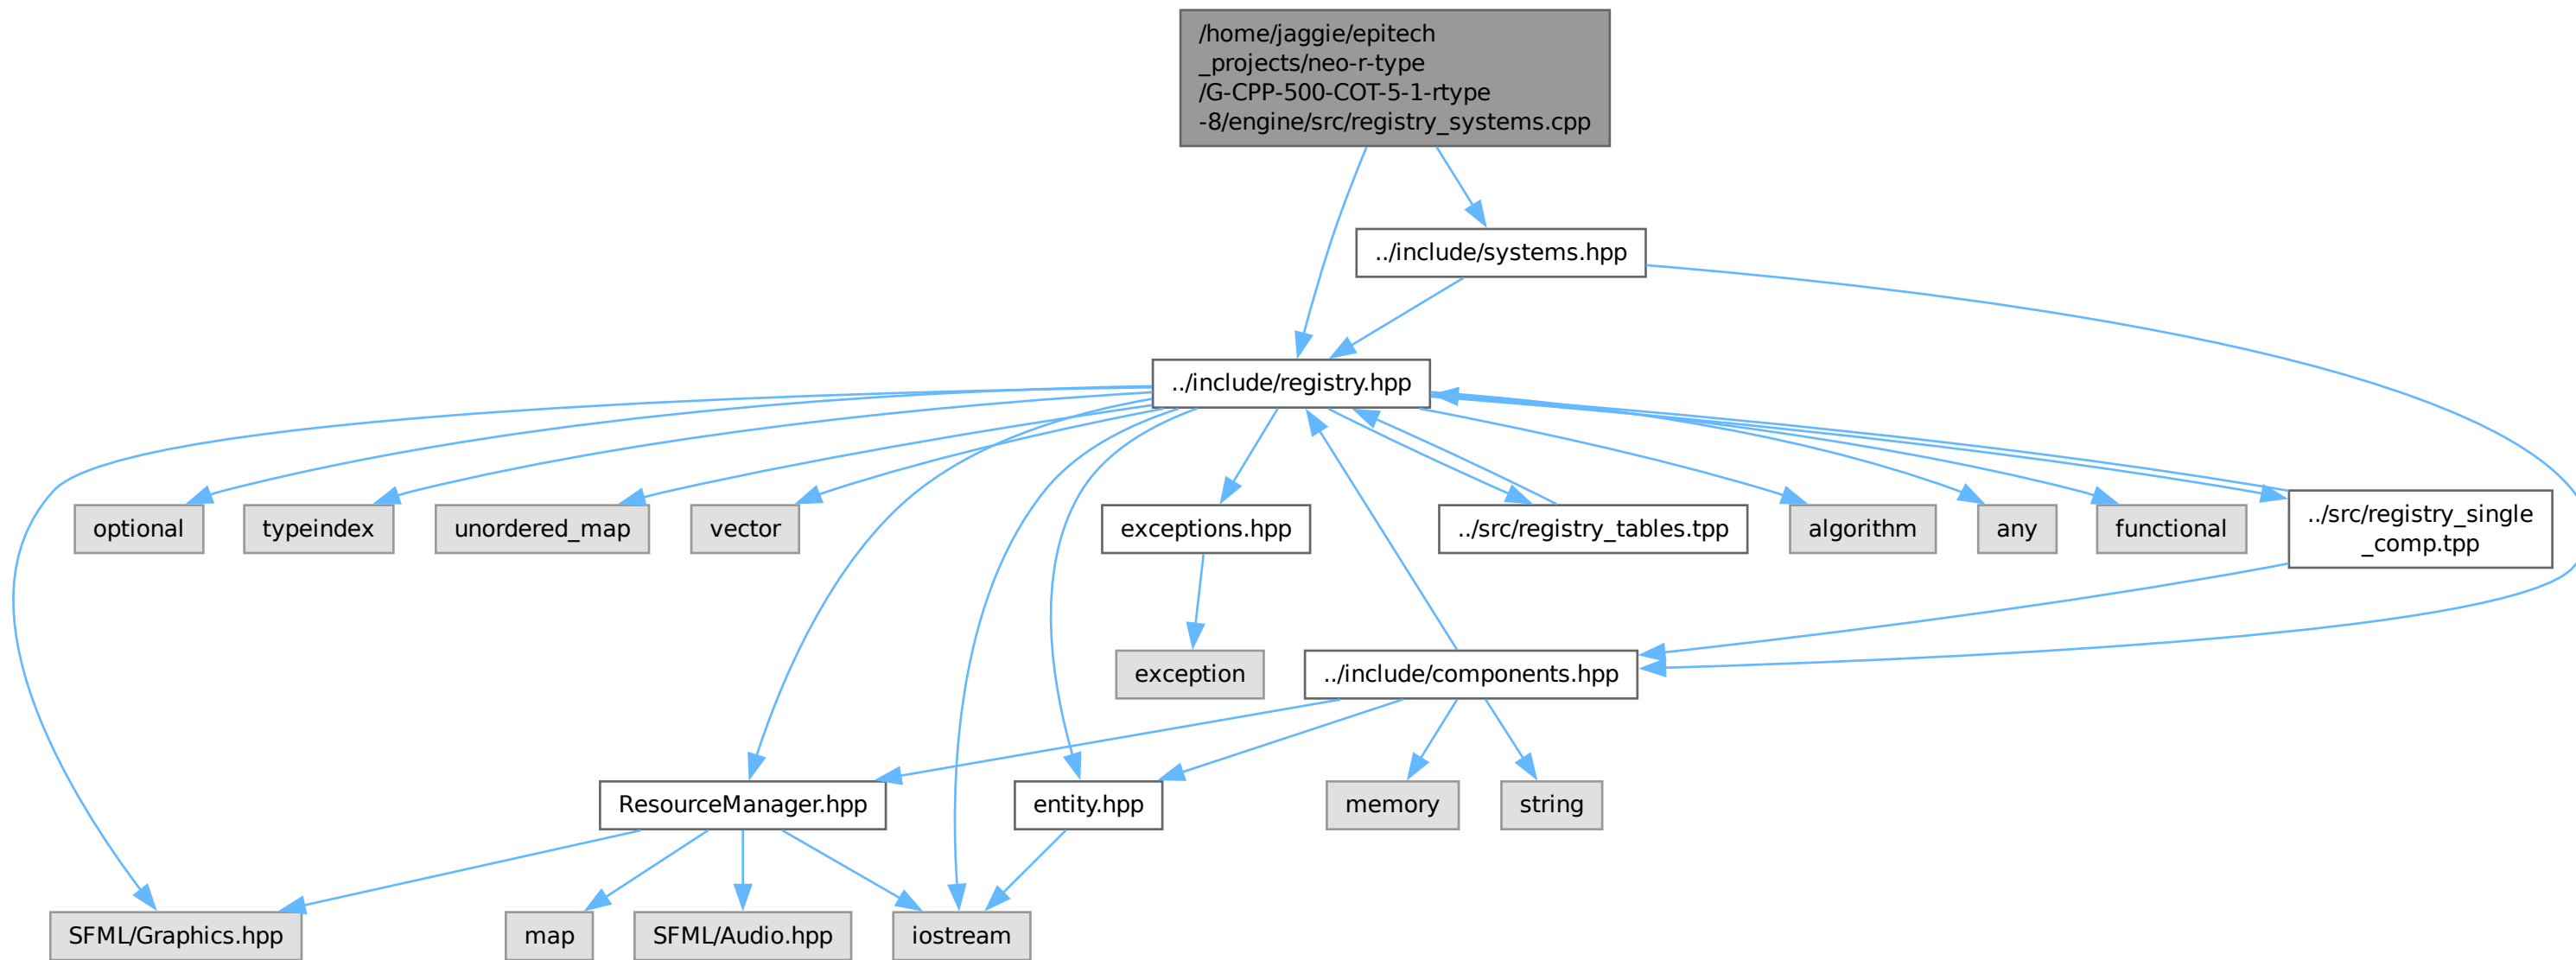 /home/jaggie/epitech
_projects/neo-r-type
/G-CPP-500-COT-5-1-rtype
-8/engine/src/registry_systems.cpp
../include/systems.hpp
../include/registry.hpp
optional
typeindex
unordered_map
vector
exceptions.hpp
../src/registry_tables.tpp
algorithm
any
functional
../src/registry_single
_comp.tpp
exception
../include/components.hpp
ResourceManager.hpp
entity.hpp
memory
string
SFML/Graphics.hpp
map
SFML/Audio.hpp
iostream